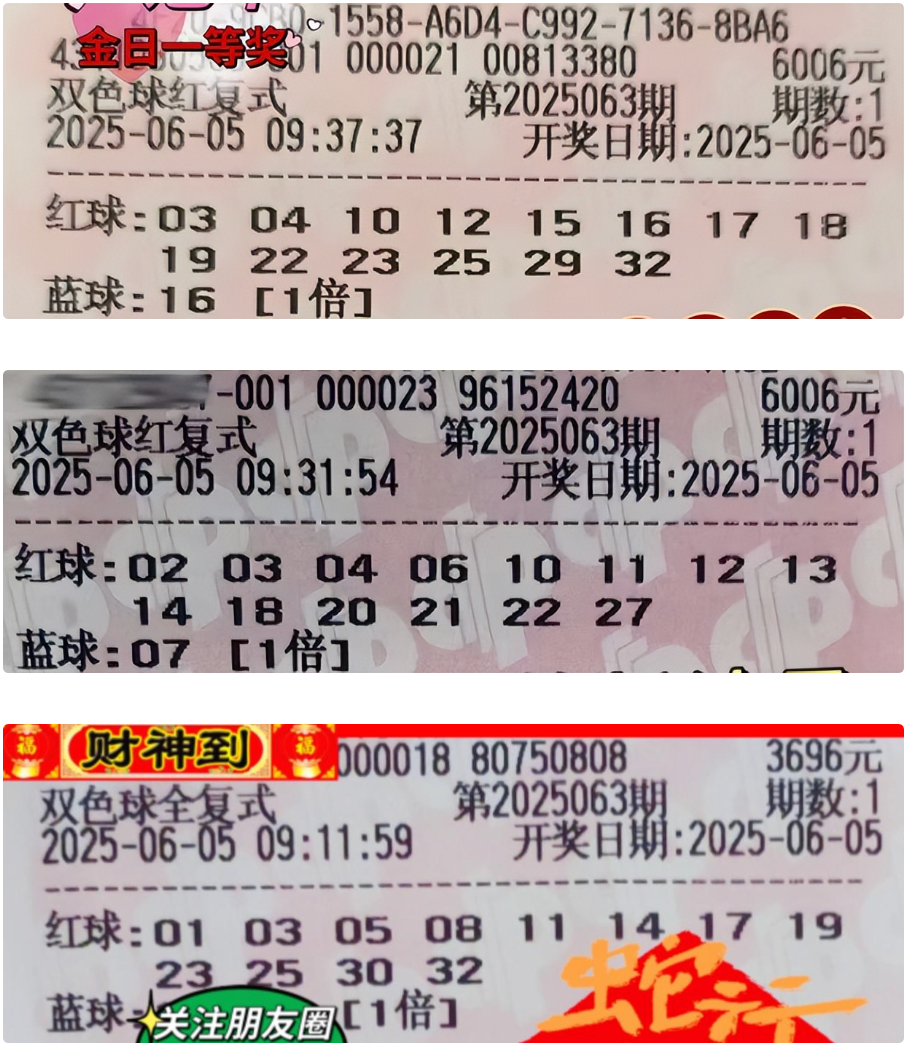 1558-A6D4-C992-7136-8BA6
金日一等奖
001 000021 00813380 6006元
双色球红复式 第2025063期 期数:1
2025-06-05 09:37:37 开奖日期:2025-06-05
红球:03 04 10 12 15 16 17 18
19 22 23 25 29 32
蓝球:16 [1倍]
-001 000023 96152420 6006元
双色球红复式 第2025063期 期数:1
2025-06-05 09:31:54 开奖日期:2025-06-05
红球:02 03 04 06 10 11 12 13
14 18 20 21 22 27
蓝球:07 [1倍]
福 财神到 福
000018 80750808 3696元
双色球全复式 第2025063期 期数:1
2025-06-05 09:11:59 开奖日期:2025-06-05
红球:01 03 05 08 11 14 17 19
23 25 30 32
蓝球: [1倍]
关注朋友圈
蛇行